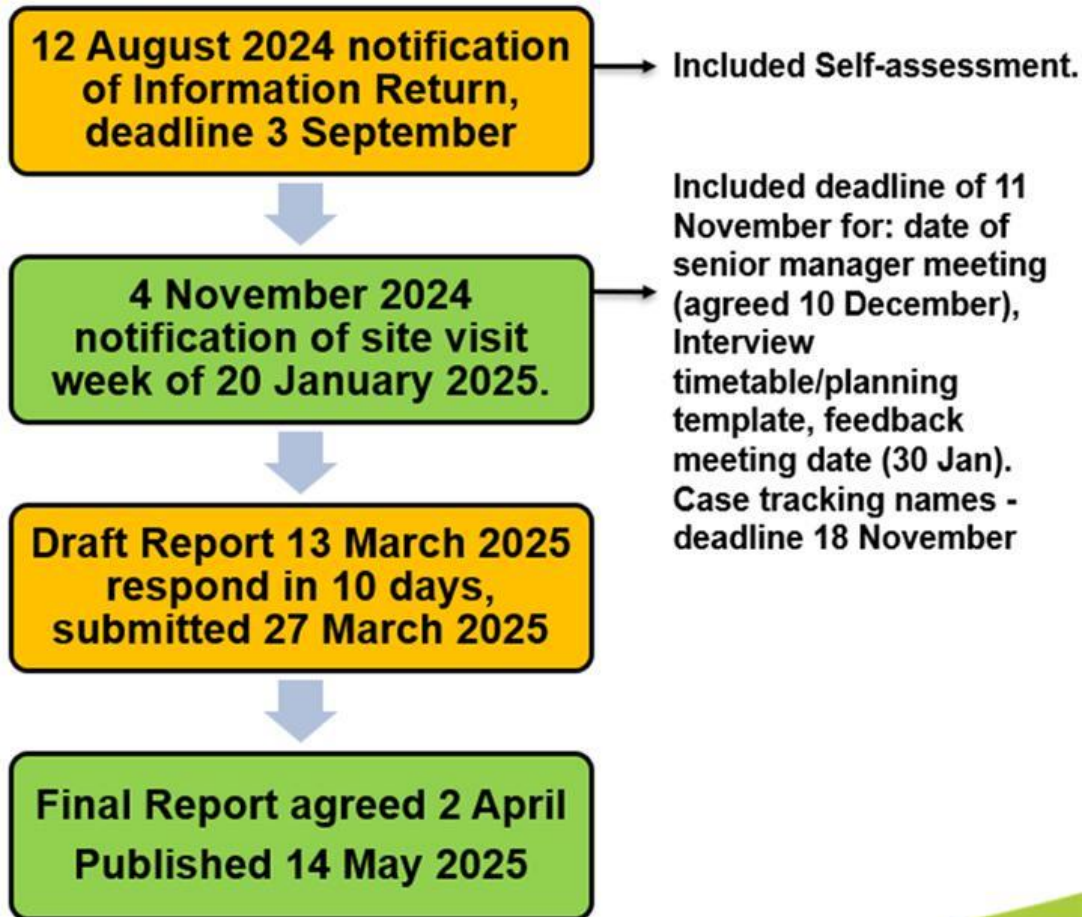 12 August 2024 notification
of Information Return,
deadline 3 September
Included Self-assessment.
4 November 2024
notification of site visit
week of 20 January 2025.
Included deadline of 11
November for: date of
senior manager meeting
(agreed 10 December),
Interview
timetable/planning
template, feedback
meeting date (30 Jan).
Case tracking names -
deadline 18 November
Draft Report 13 March 2025
respond in 10 days,
submitted 27 March 2025
Final Report agreed 2 April
Published 14 May 2025